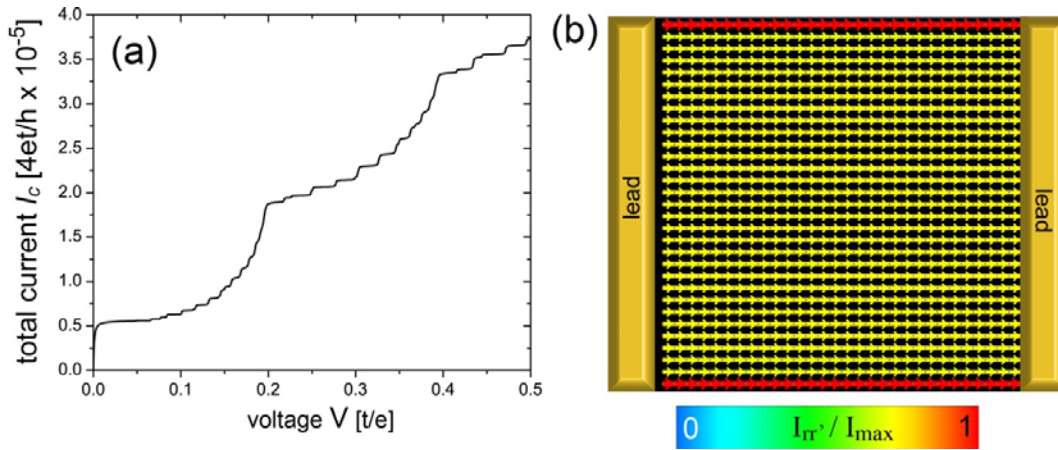 (a)
total current I_c [4et/h x 10⁻⁵]
4.0
3.5
3.0
2.5
2.0
1.5
1.0
0.5
0.0
0.0 0.1 0.2 0.3 0.4 0.5
voltage V [t/e]
(b)
lead
lead
0 I_rr' / I_max 1